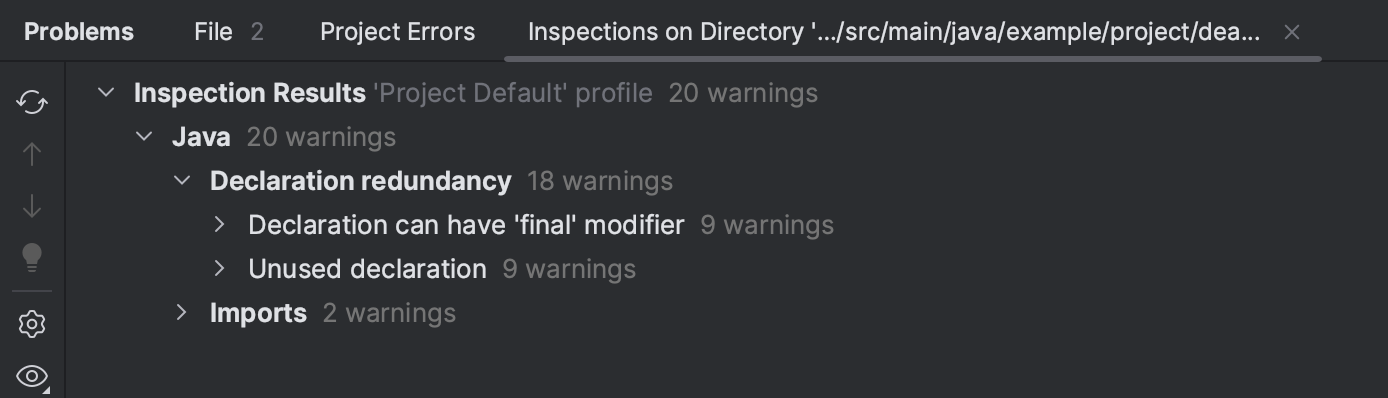 Problems File 2 Project Errors Inspections on Directory '.../src/main/java/example/project/dea...
Inspection Results 'Project Default' profile 20 warnings
Java 20 warnings
Declaration redundancy 18 warnings
Declaration can have 'final' modifier 9 warnings
Unused declaration 9 warnings
Imports 2 warnings